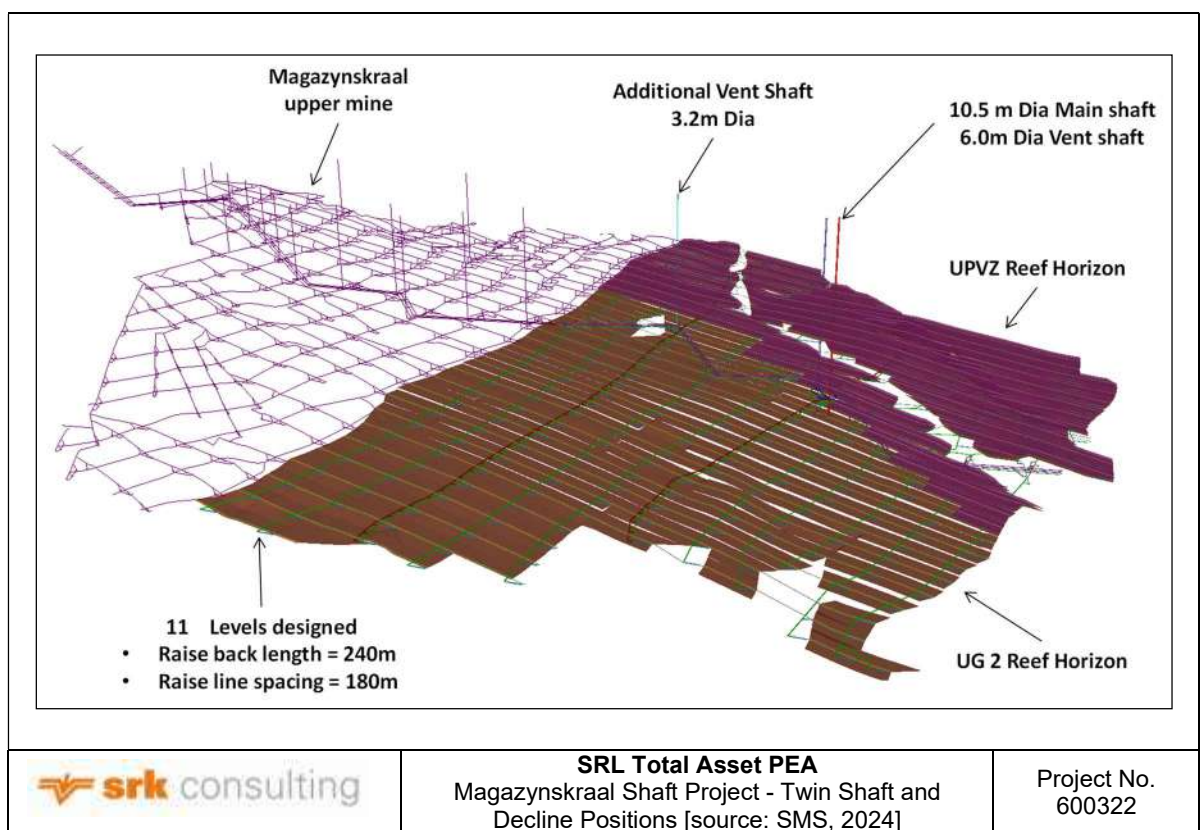 Magazynskraal
upper mine
Additional Vent Shaft
3.2m Dia
10.5 m Dia Main shaft
6.0m Dia Vent shaft
UPVZ Reef Horizon
11 Levels designed
• Raise back length = 240m
• Raise line spacing = 180m
UG 2 Reef Horizon
srk consulting
SRL Total Asset PEA
Magazynskraal Shaft Project - Twin Shaft and
Decline Positions [source: SMS, 2024]
Project No.
600322